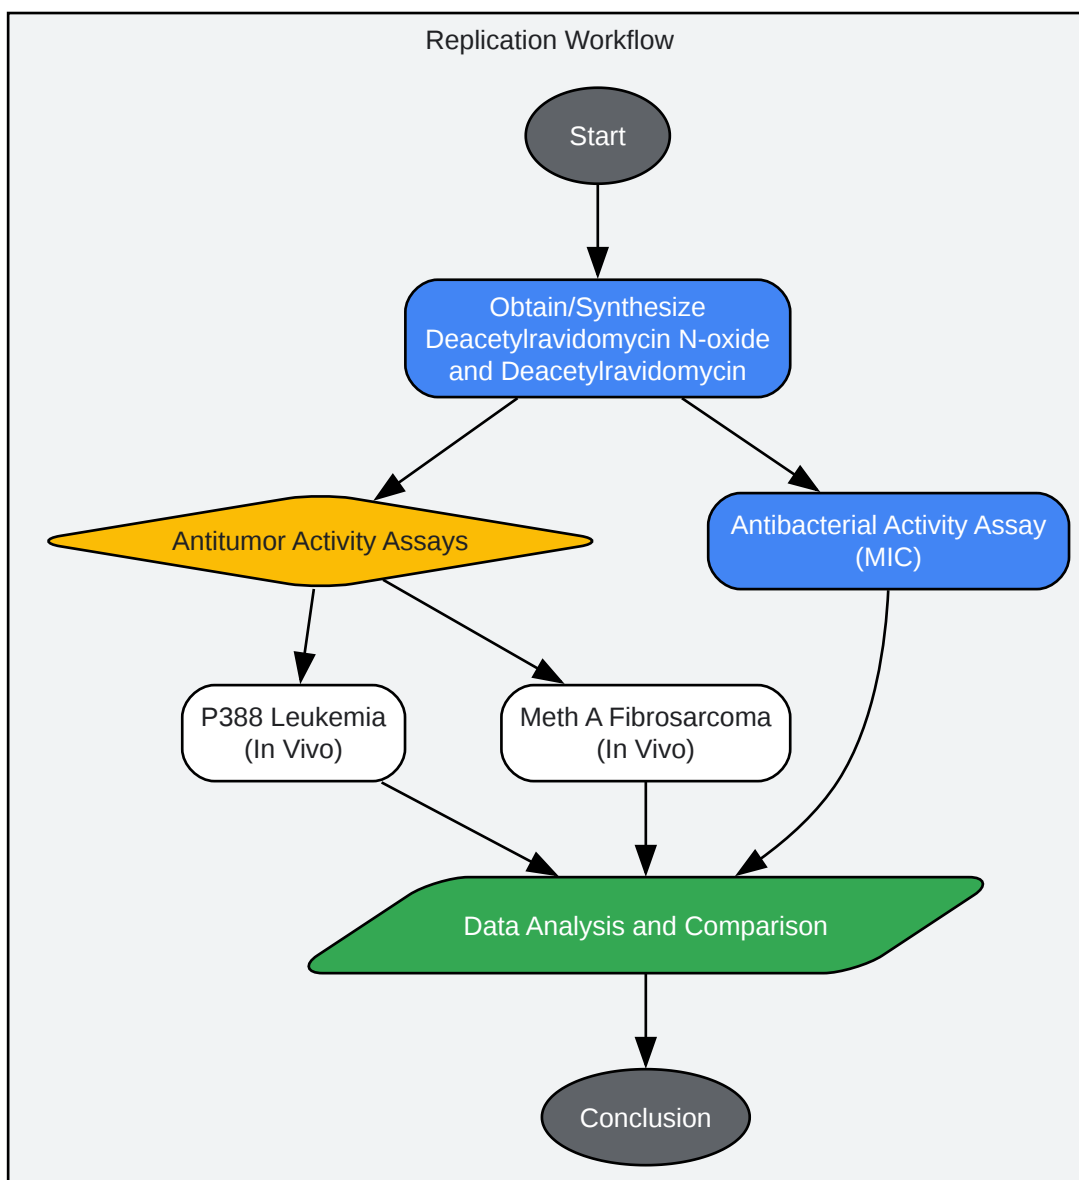 Replication Workflow
Start
Obtain/Synthesize
Deacetylravidomycin N-oxide
and Deacetylravidomycin
Antitumor Activity Assays
Antibacterial Activity Assay
(MIC)
P388 Leukemia
(In Vivo)
Meth A Fibrosarcoma
(In Vivo)
Data Analysis and Comparison
Conclusion